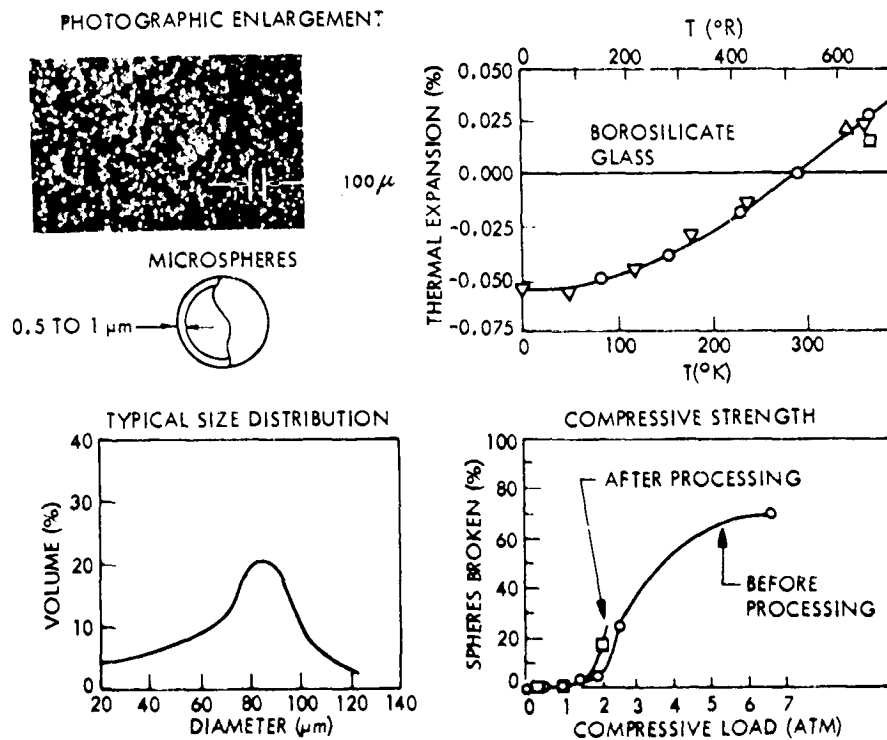 PHOTOGRAPHIC ENLARGEMENT
100 μ
MICROSPHERES
0.5 TO 1 μm
T (°R)
0 200 400 600
THERMAL EXPANSION (%)
0.050
0.025
0.000
-0.025
-0.050
-0.075
BOROSILICATE
GLASS
0 100 200 300
T(°K)
TYPICAL SIZE DISTRIBUTION
VOLUME (%)
40
30
20
10
0
20 40 60 80 100 120 140
DIAMETER (μm)
COMPRESSIVE STRENGTH
SPHERES BROKEN (%)
100
80
60
40
20
0
AFTER PROCESSING
BEFORE
PROCESSING
0 1 2 3 4 5 6 7
COMPRESSIVE LOAD (ATM)